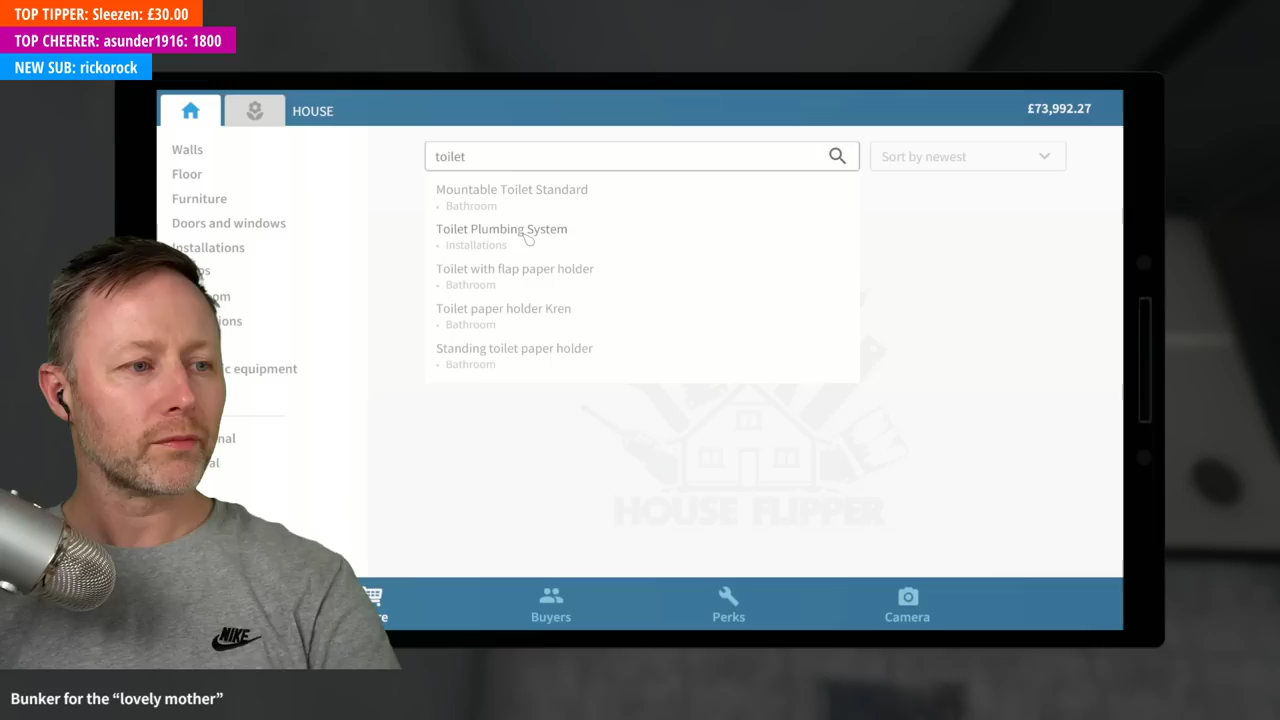 TOP TIPPER: Sleezen: £30.00
TOP CHEERER: asunder1916: 1800
NEW SUB: rickorock
HOUSE
£73,992.27
Walls
Floor
Furniture
Doors and windows
Installations
toilet
Sort by newest
Mountable Toilet Standard
• Bathroom
Toilet Plumbing System
• Installations
Toilet with flap paper holder
• Bathroom
Toilet paper holder Kren
• Bathroom
Standing toilet paper holder
• Bathroom
equipment
HOUSE FLIPPER
Buyers
Perks
Camera
NIKE
Bunker for the “lovely mother”